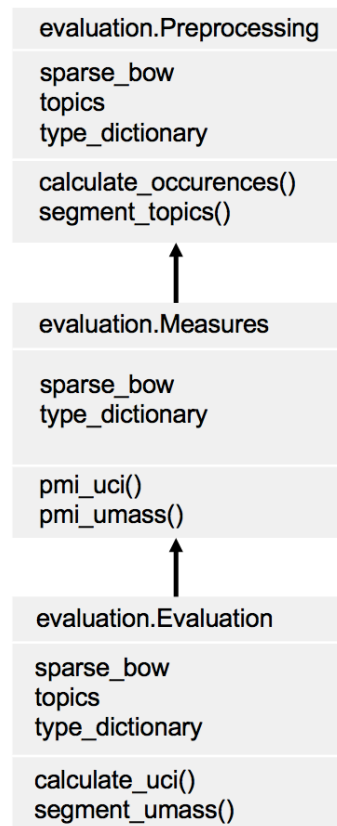 evaluation.Preprocessing
sparse_bow
topics
type_dictionary
calculate_occurences()
segment_topics()
evaluation.Measures
sparse_bow
type_dictionary
pmi_uci()
pmi_umass()
evaluation.Evaluation
sparse_bow
topics
type_dictionary
calculate_uci()
segment_umass()